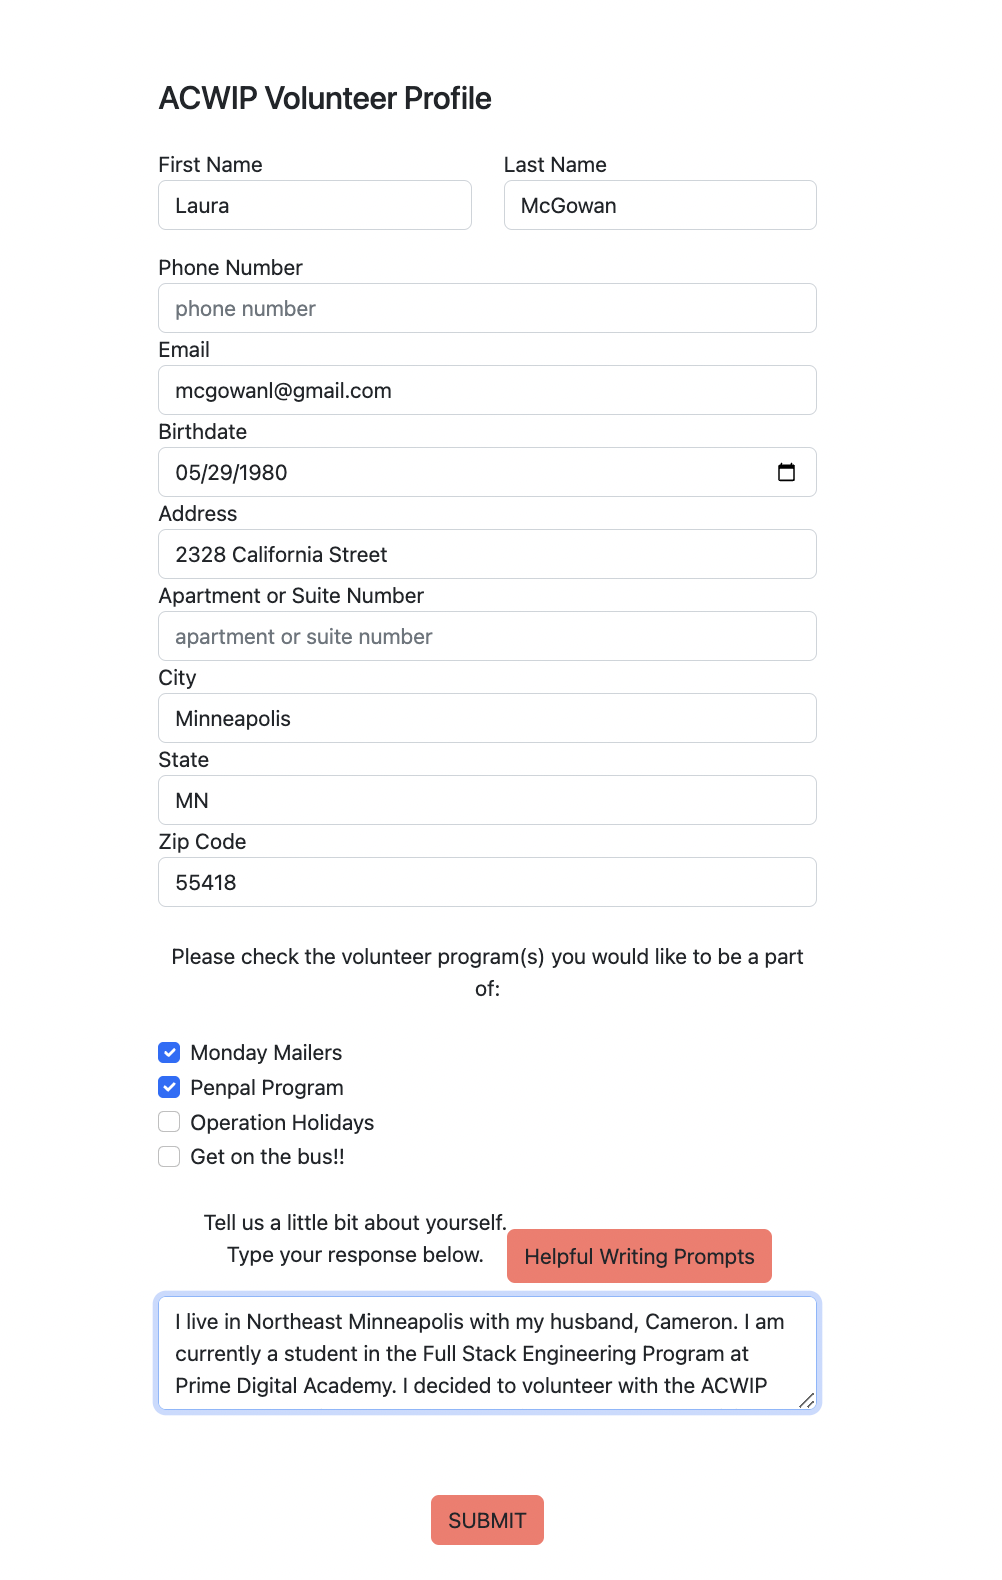 ACWIP Volunteer Profile
First Name Last Name
Laura McGowan
Phone Number
phone number
Email
mcgowanl@gmail.com
Birthdate
05/29/1980
Address
2328 California Street
Apartment or Suite Number
apartment or suite number
City
Minneapolis
State
MN
Zip Code
55418
Please check the volunteer program(s) you would like to be a part
of:
Monday Mailers
Penpal Program
Operation Holidays
Get on the bus!!
Tell us a little bit about yourself.
Type your response below.
Helpful Writing Prompts
I live in Northeast Minneapolis with my husband, Cameron. I am
currently a student in the Full Stack Engineering Program at
Prime Digital Academy. I decided to volunteer with the ACWIP
SUBMIT